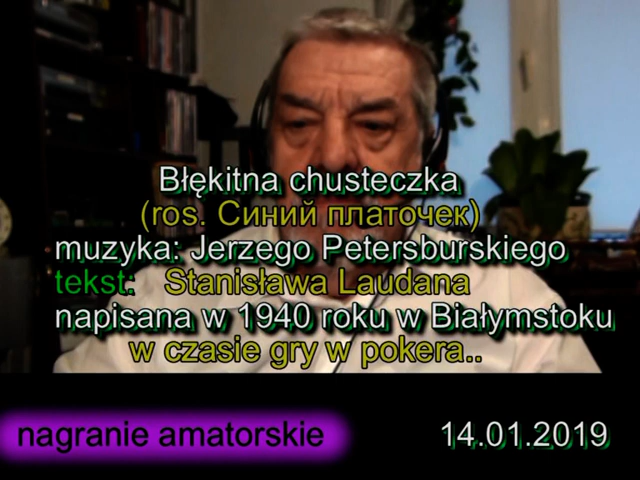 Błękitna chusteczka
(ros. Синий платочек)
muzyka: Jerzego Petersburskiego
tekst: Stanisława Laudana
napisana w 1940 roku w Białymstoku
w czasie gry w pokera..
nagranie amatorskie 14.01.2019